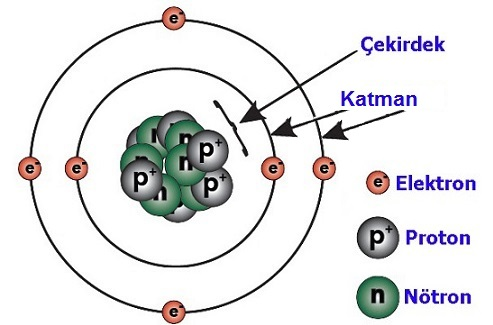 e-
Çekirdek
Katman
e-
e-
e-
e-
n
n
p+
n
n
p+
p+
n
e- Elektron
p+ Proton
n Nötron
e-